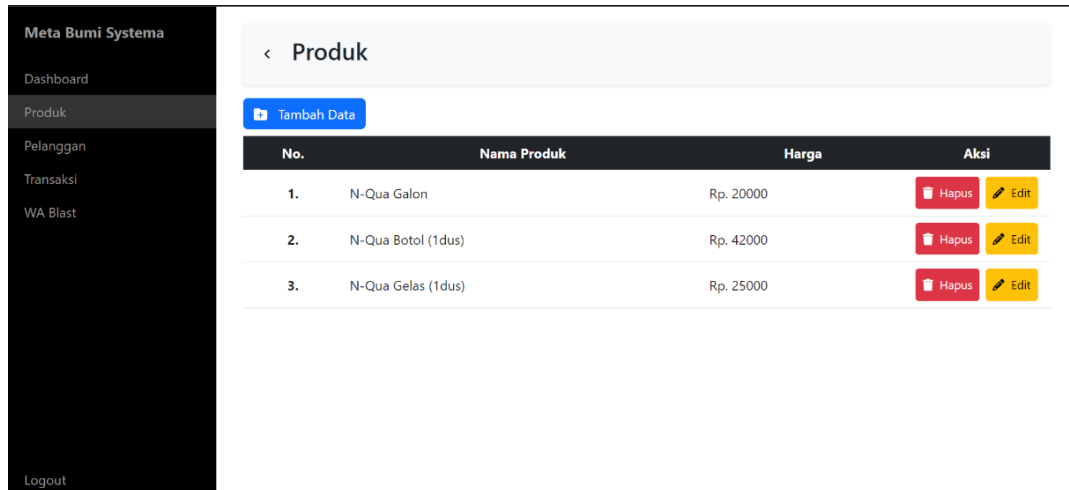 Meta Bumi Systema
Dashboard
Produk
Pelanggan
Transaksi
WA Blast
Logout
Produk
Tambah Data
No. Nama Produk Harga Aksi
1. N-Qua Galon Rp. 20000 Hapus Edit
2. N-Qua Botol (1dus) Rp. 42000 Hapus Edit
3. N-Qua Gelas (1dus) Rp. 25000 Hapus Edit